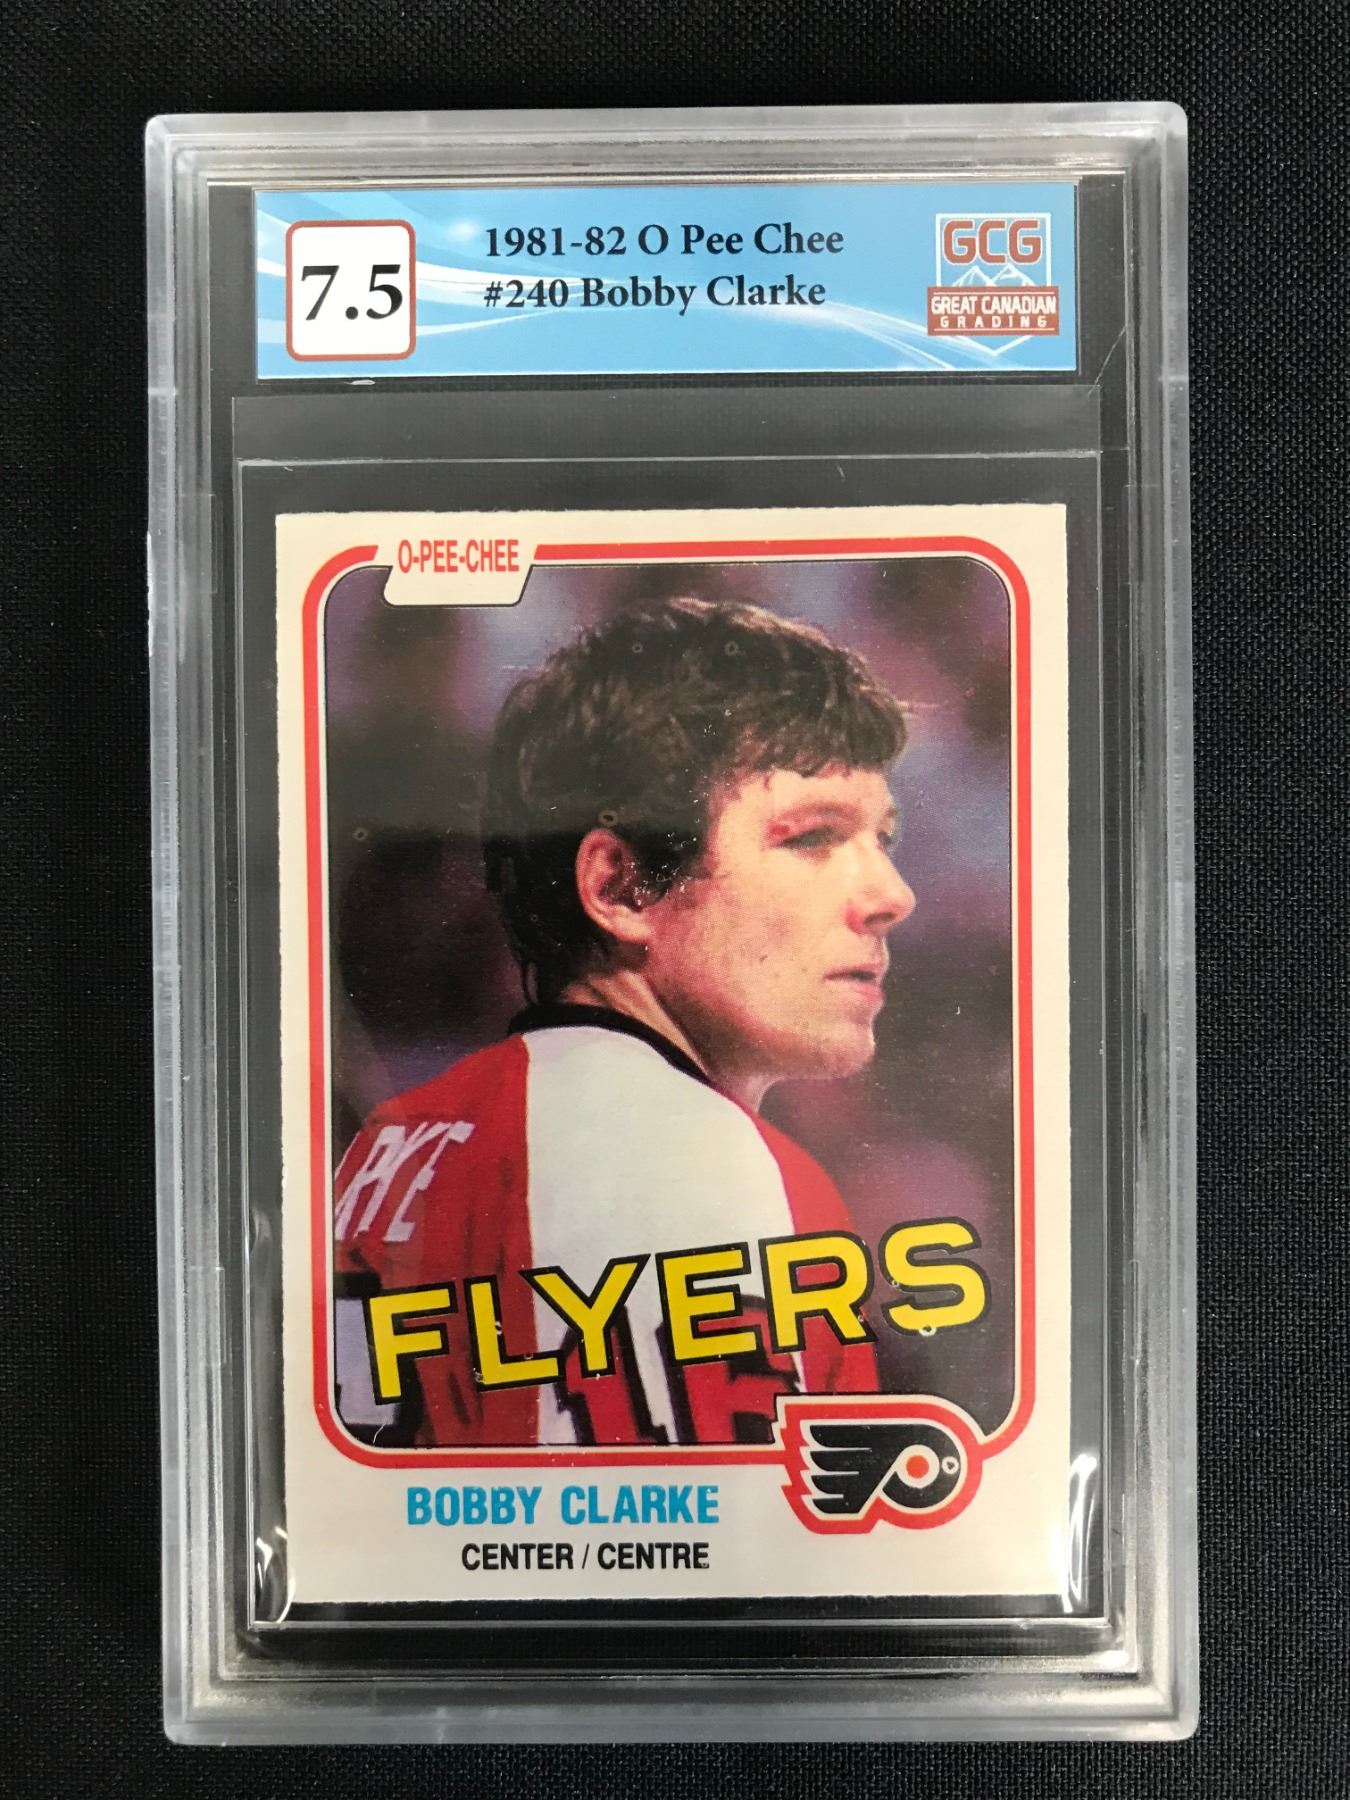 7.5
1981-82 O Pee Chee
#240 Bobby Clarke
GCG
GREAT CANADIAN
GRADING
O-PEE-CHEE
FLYERS
BOBBY CLARKE
CENTER / CENTRE